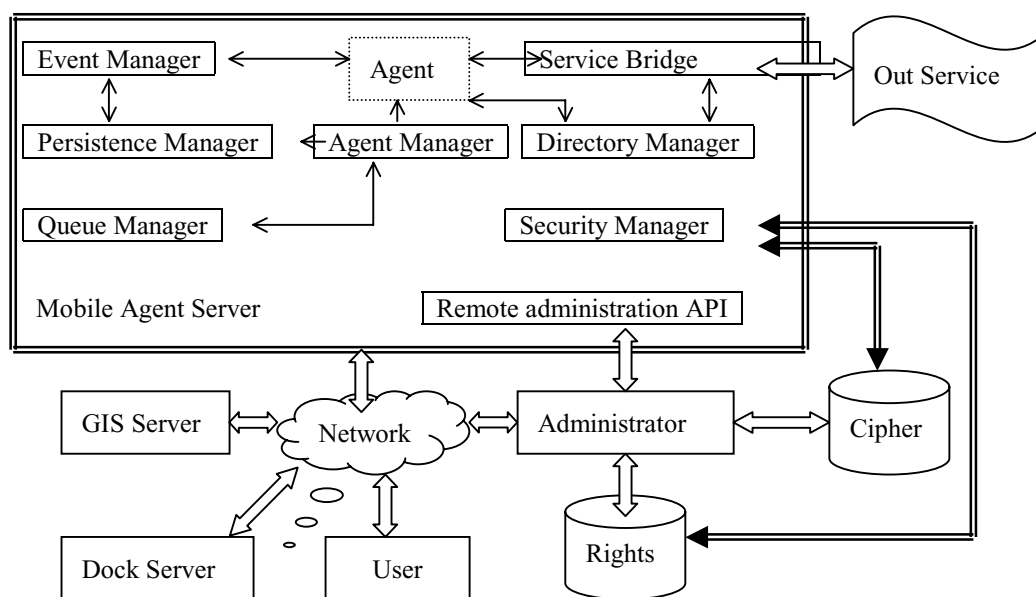 Event Manager
Agent
Service Bridge
Out Service
Persistence Manager
Agent Manager
Directory Manager
Queue Manager
Security Manager
Mobile Agent Server
Remote administration API
GIS Server
Network
Administrator
Cipher
Dock Server
User
Rights